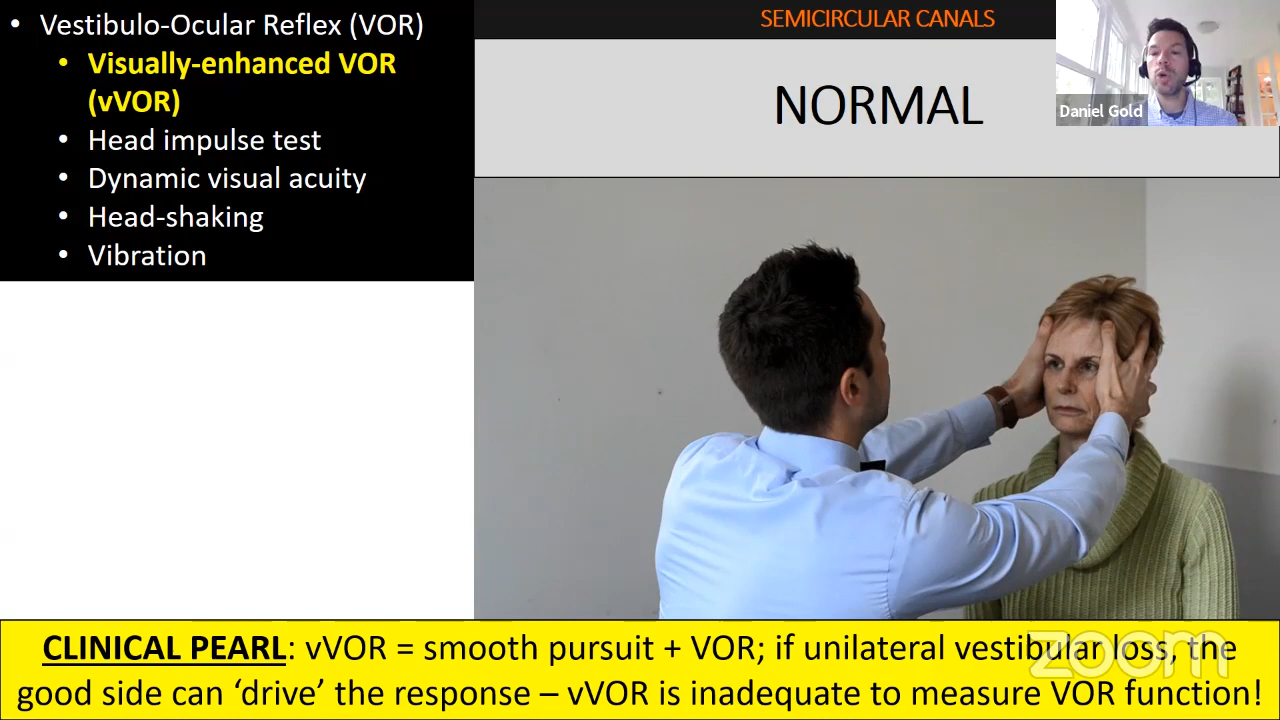 • Vestibulo-Ocular Reflex (VOR)
• Visually-enhanced VOR
(vVOR)
• Head impulse test
• Dynamic visual acuity
• Head-shaking
• Vibration
SEMICIRCULAR CANALS
NORMAL
Daniel Gold
CLINICAL PEARL: vVOR = smooth pursuit + VOR; if unilateral vestibular loss, the
good side can ‘drive’ the response – vVOR is inadequate to measure VOR function!
zoom